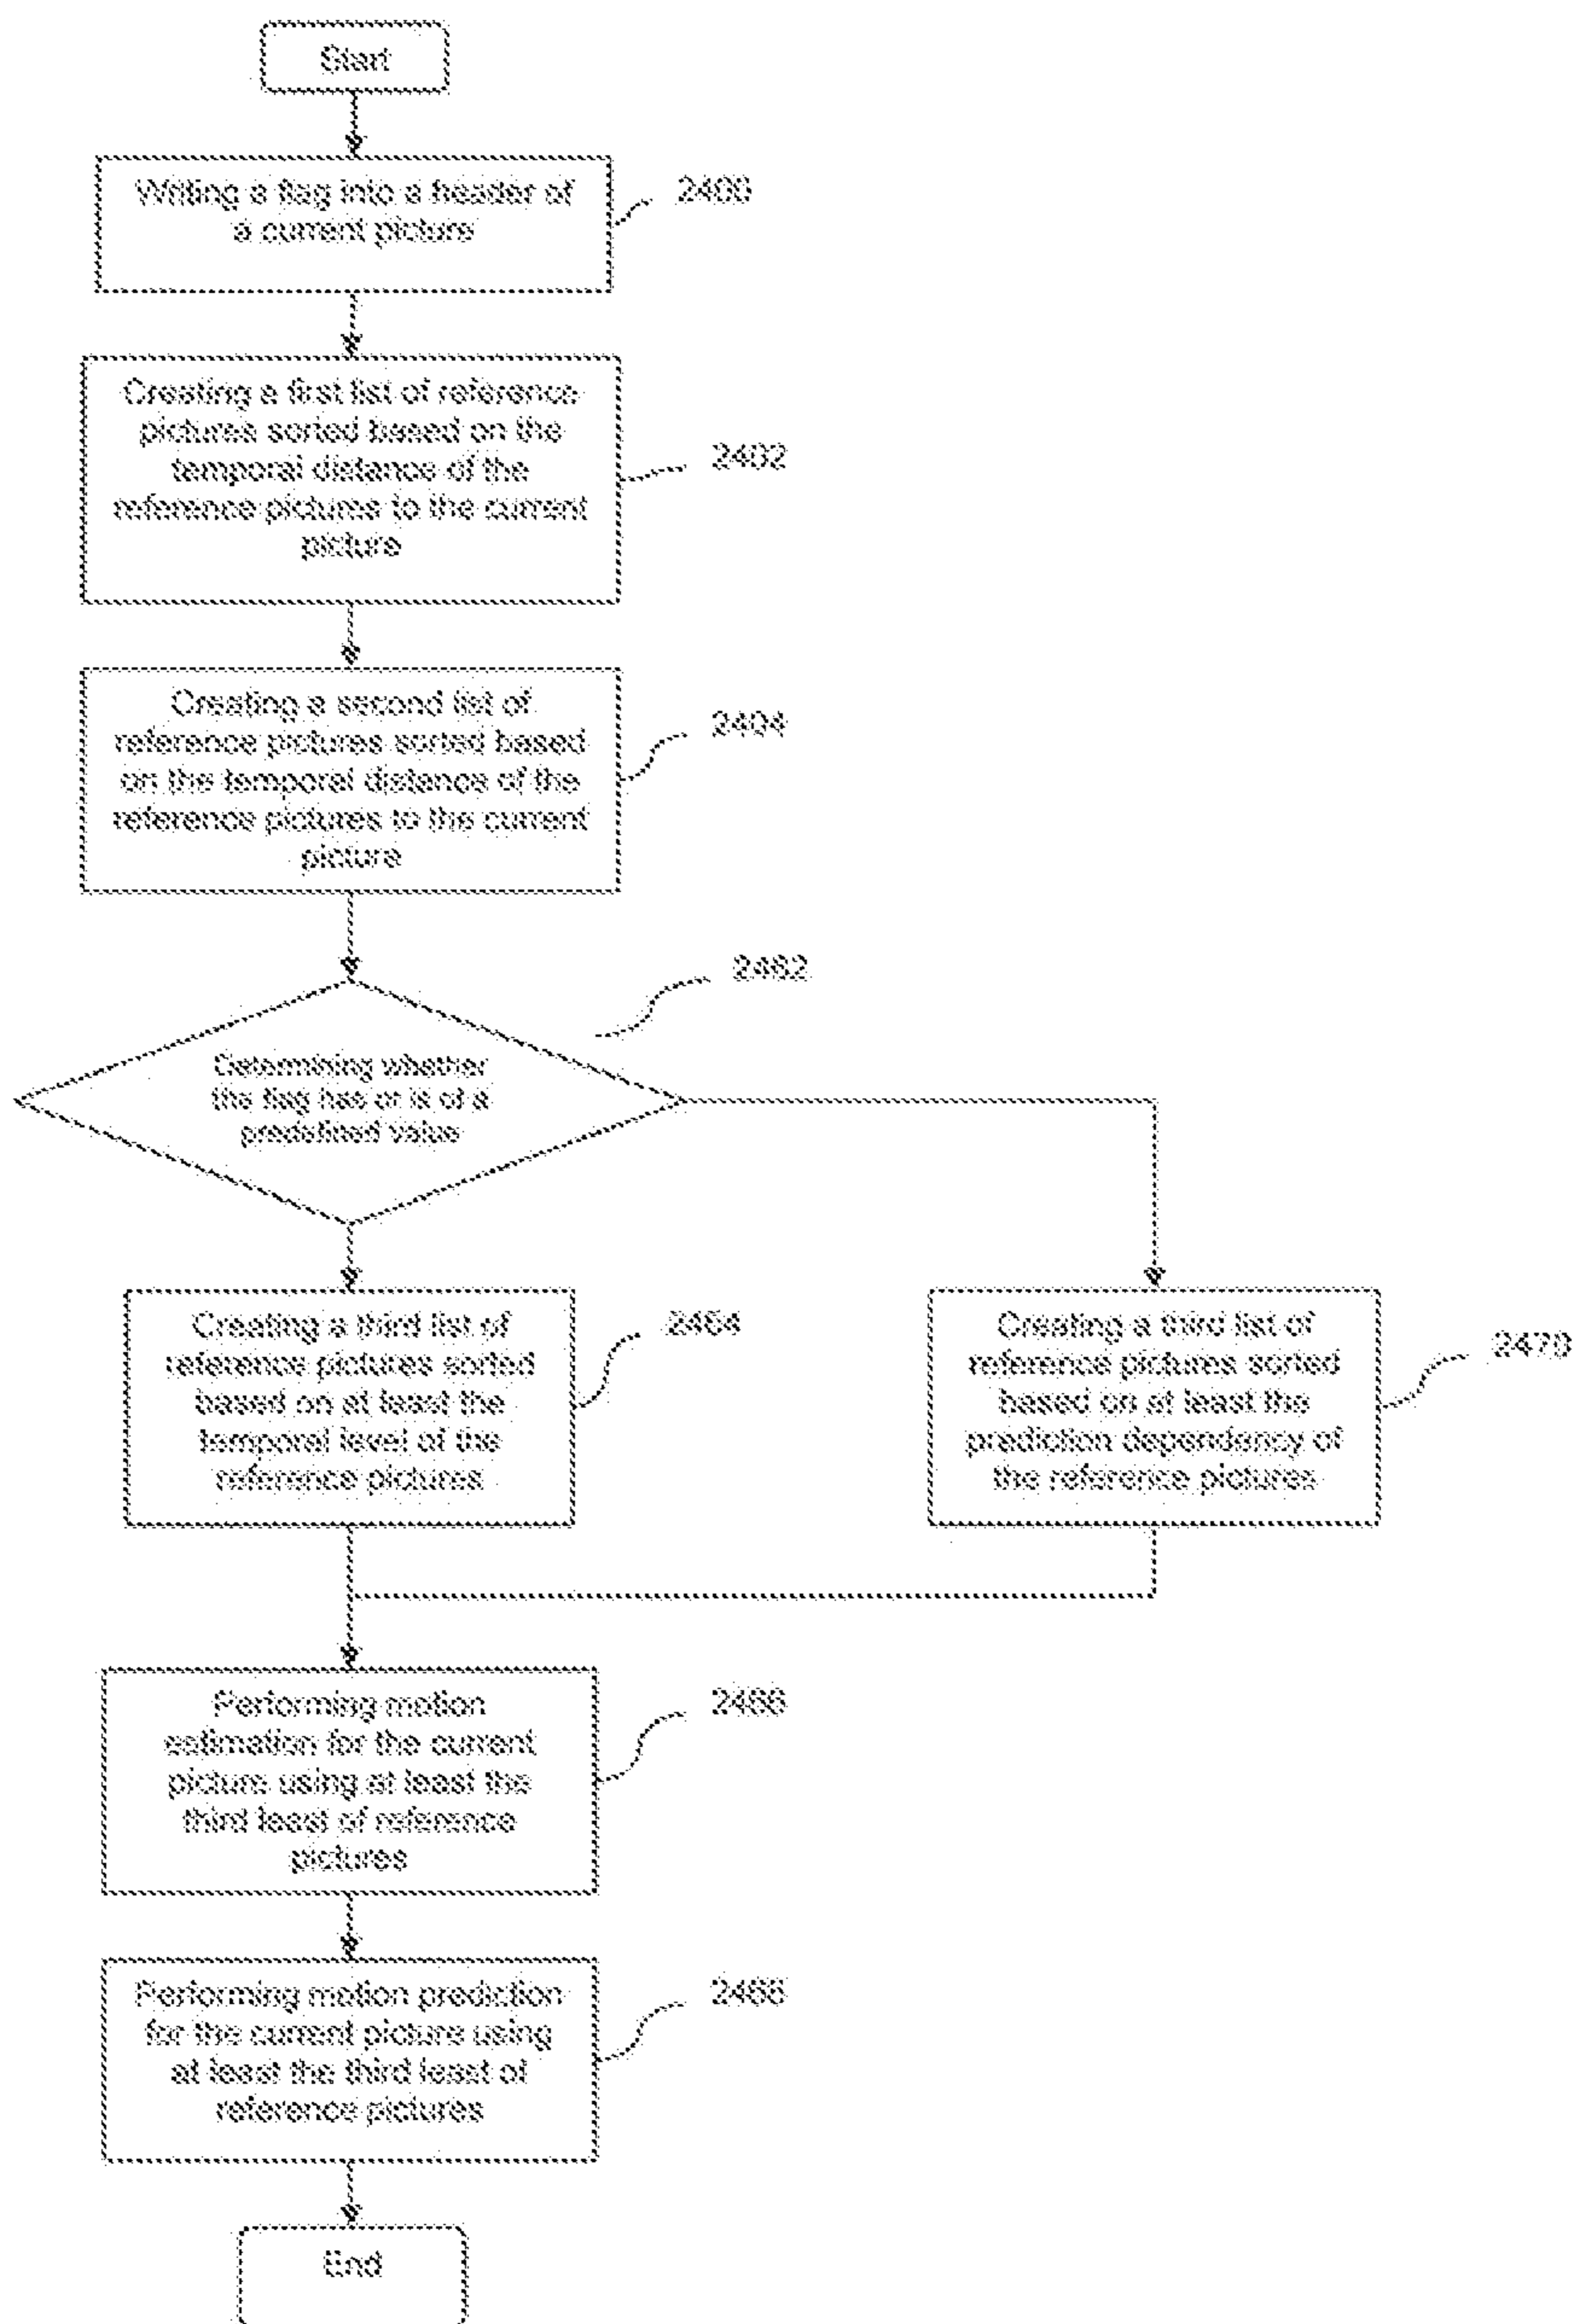 Start
Writing a flag into a header of
a current picture
2400
Creating a first list of reference
pictures sorted based on the
temporal distance of the
reference pictures to the current
picture
2402
Creating a second list of
reference pictures sorted based
on the temporal distance of the
reference pictures to the current
picture
2404
Determining whether
the flag has or is of a
predefined value
2462
Creating a third list of
reference pictures sorted
based on at least the
temporal level of the
reference pictures
2464
Creating a third list of
reference pictures sorted
based on at least the
prediction dependency of
the reference pictures
2470
Performing motion
estimation for the current
picture using at least the
third least of reference
pictures
Performing motion prediction
for the current picture using
at least the third least of
reference pictures
End